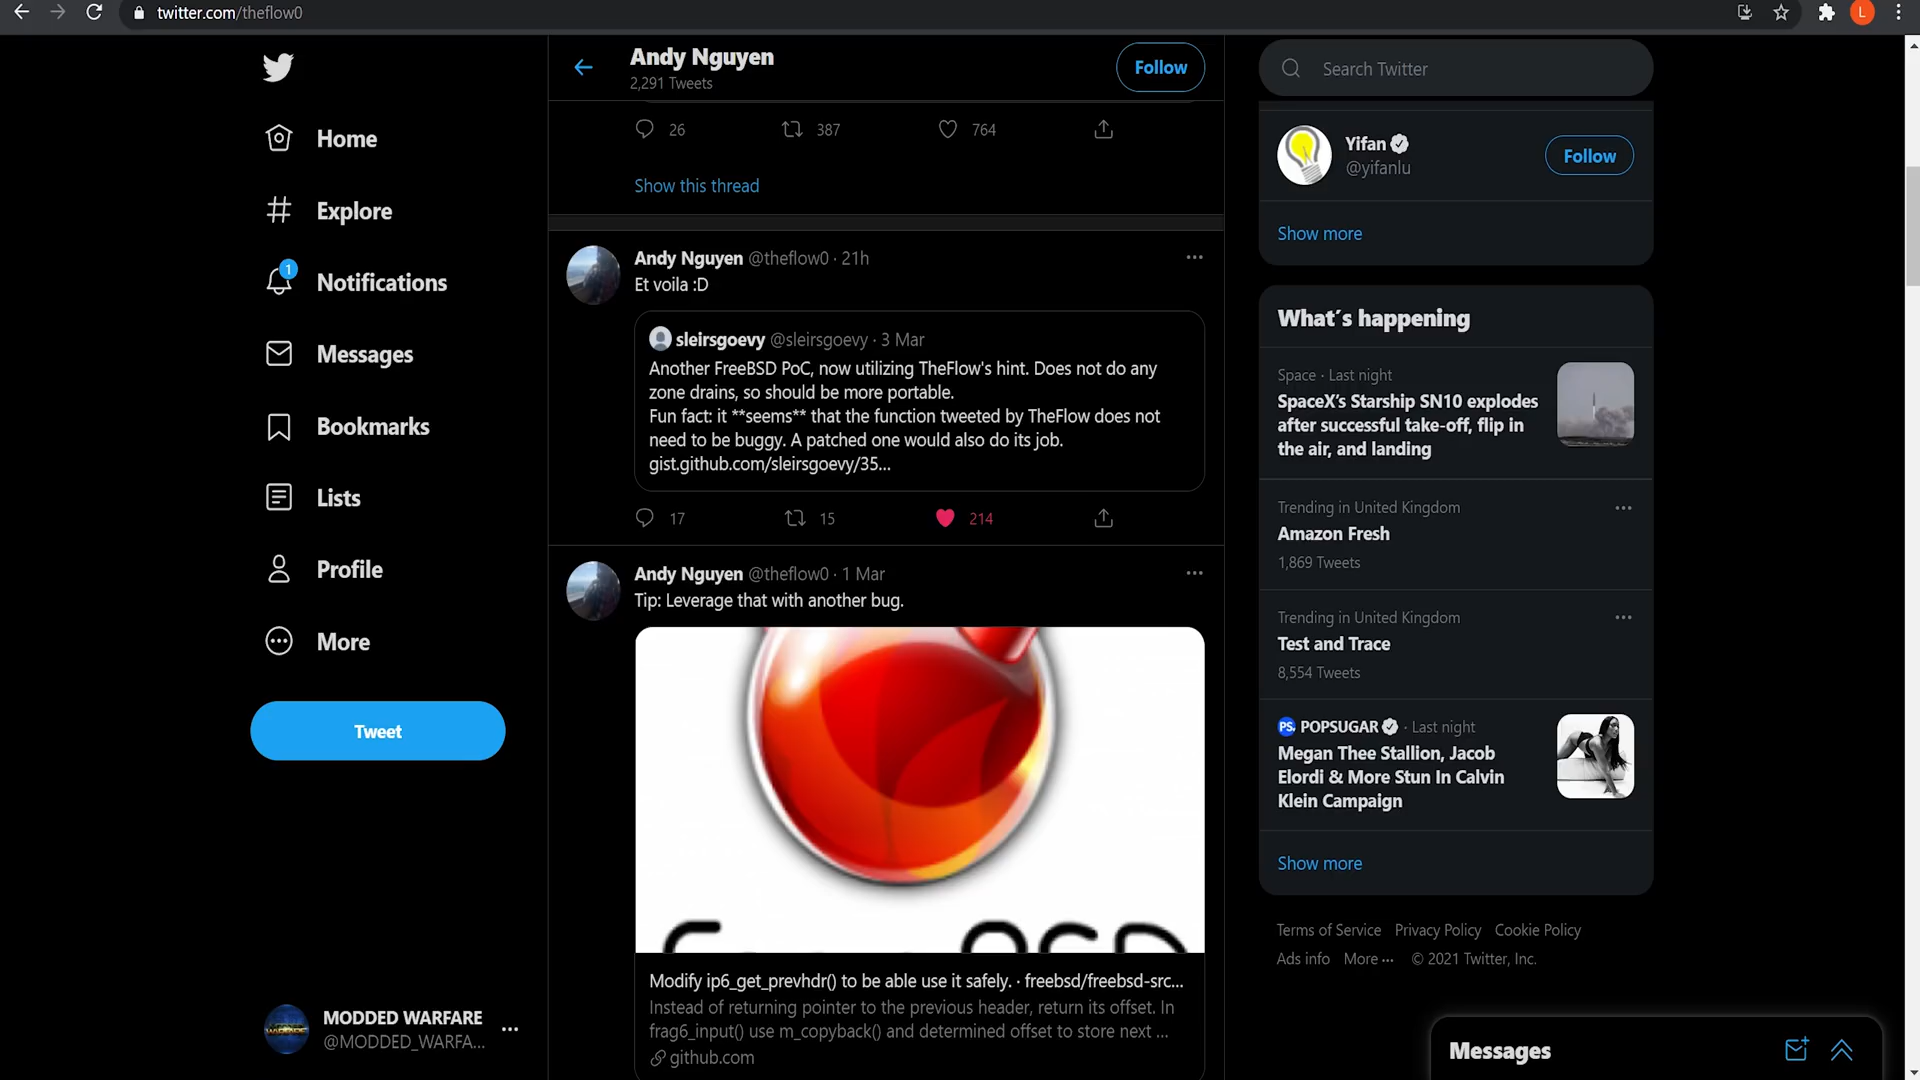 twitter.com/theflow0
L
Home
Explore
1
Notifications
Messages
Bookmarks
Lists
Profile
More
Tweet
MODDED WARFARE
@MODDED_WARFA...
Andy Nguyen
2,291 Tweets
Follow
26 387 764
Show this thread
Andy Nguyen @theflow0 · 21h
Et voila :D
sleirsgoevy @sleirsgoevy · 3 Mar
Another FreeBSD PoC, now utilizing TheFlow's hint. Does not do any
zone drains, so should be more portable.
Fun fact: it **seems** that the function tweeted by TheFlow does not
need to be buggy. A patched one would also do its job.
gist.github.com/sleirsgoevy/35...
17 15 214
Andy Nguyen @theflow0 · 1 Mar
Tip: Leverage that with another bug.
Modify ip6_get_prevhdr() to be able use it safely. · freebsd/freebsd-src...
Instead of returning pointer to the previous header, return its offset. In
frag6_input() use m_copyback() and determined offset to store next ...
github.com
Search Twitter
Yifan
@yifanlu
Follow
Show more
What's happening
Space · Last night
SpaceX's Starship SN10 explodes
after successful take-off, flip in
the air, and landing
Trending in United Kingdom
Amazon Fresh
1,869 Tweets
Trending in United Kingdom
Test and Trace
8,554 Tweets
PS. POPSUGAR · Last night
Megan Thee Stallion, Jacob
Elordi & More Stun In Calvin
Klein Campaign
Show more
Terms of Service Privacy Policy Cookie Policy
Ads info More ··· © 2021 Twitter, Inc.
Messages